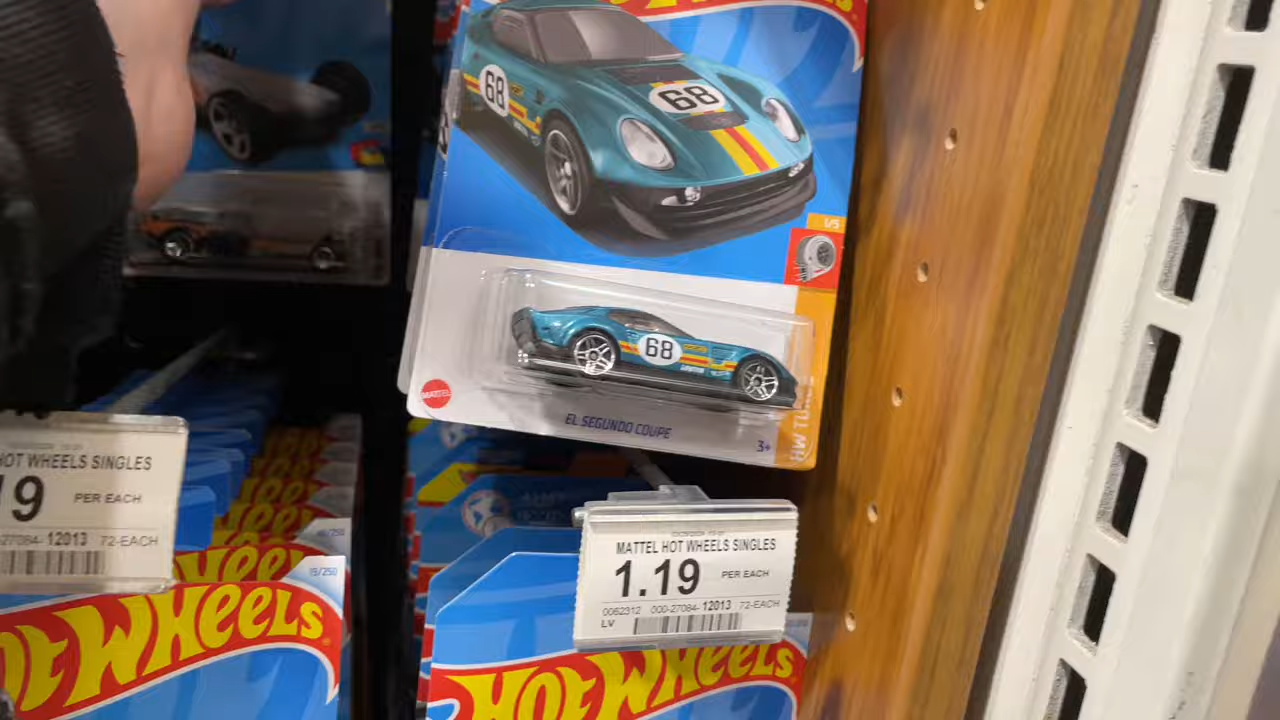 68
68
1/5
68
MATTEL
EL SEGUNDO COUPE
3+
HOT WHEELS SINGLES
19 PER EACH
-27084-12013 72-EACH
MATTEL HOT WHEELS SINGLES
1.19 PER EACH
0062312 000-27084-12013 72-EACH
LV
19/250
HOT WHEELS
HOT WHEELS